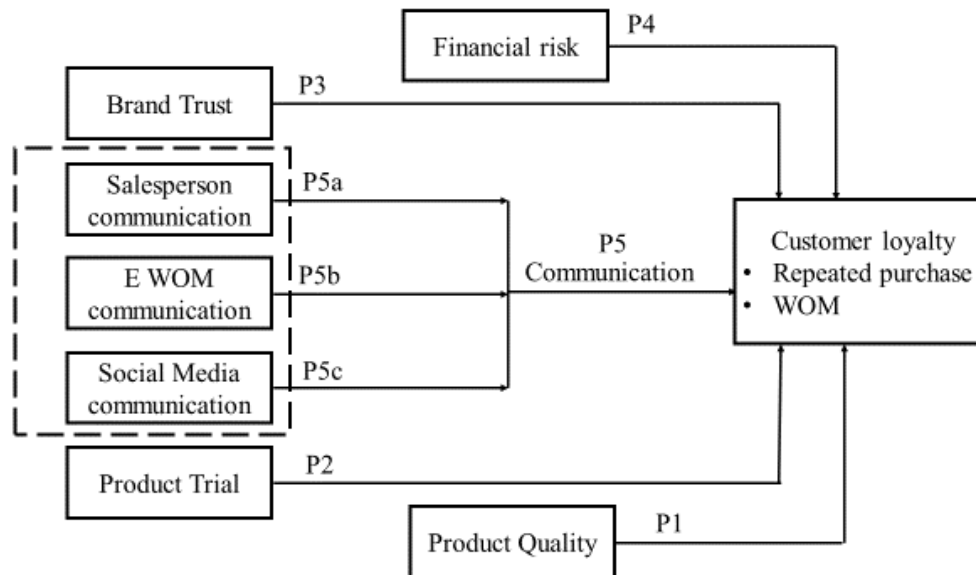 Financial risk
P4
Brand Trust
P3
Salesperson
communication
P5a
E WOM
communication
P5b
Social Media
communication
P5c
P5
Communication
Customer loyalty
• Repeated purchase
• WOM
Product Trial
P2
Product Quality
P1